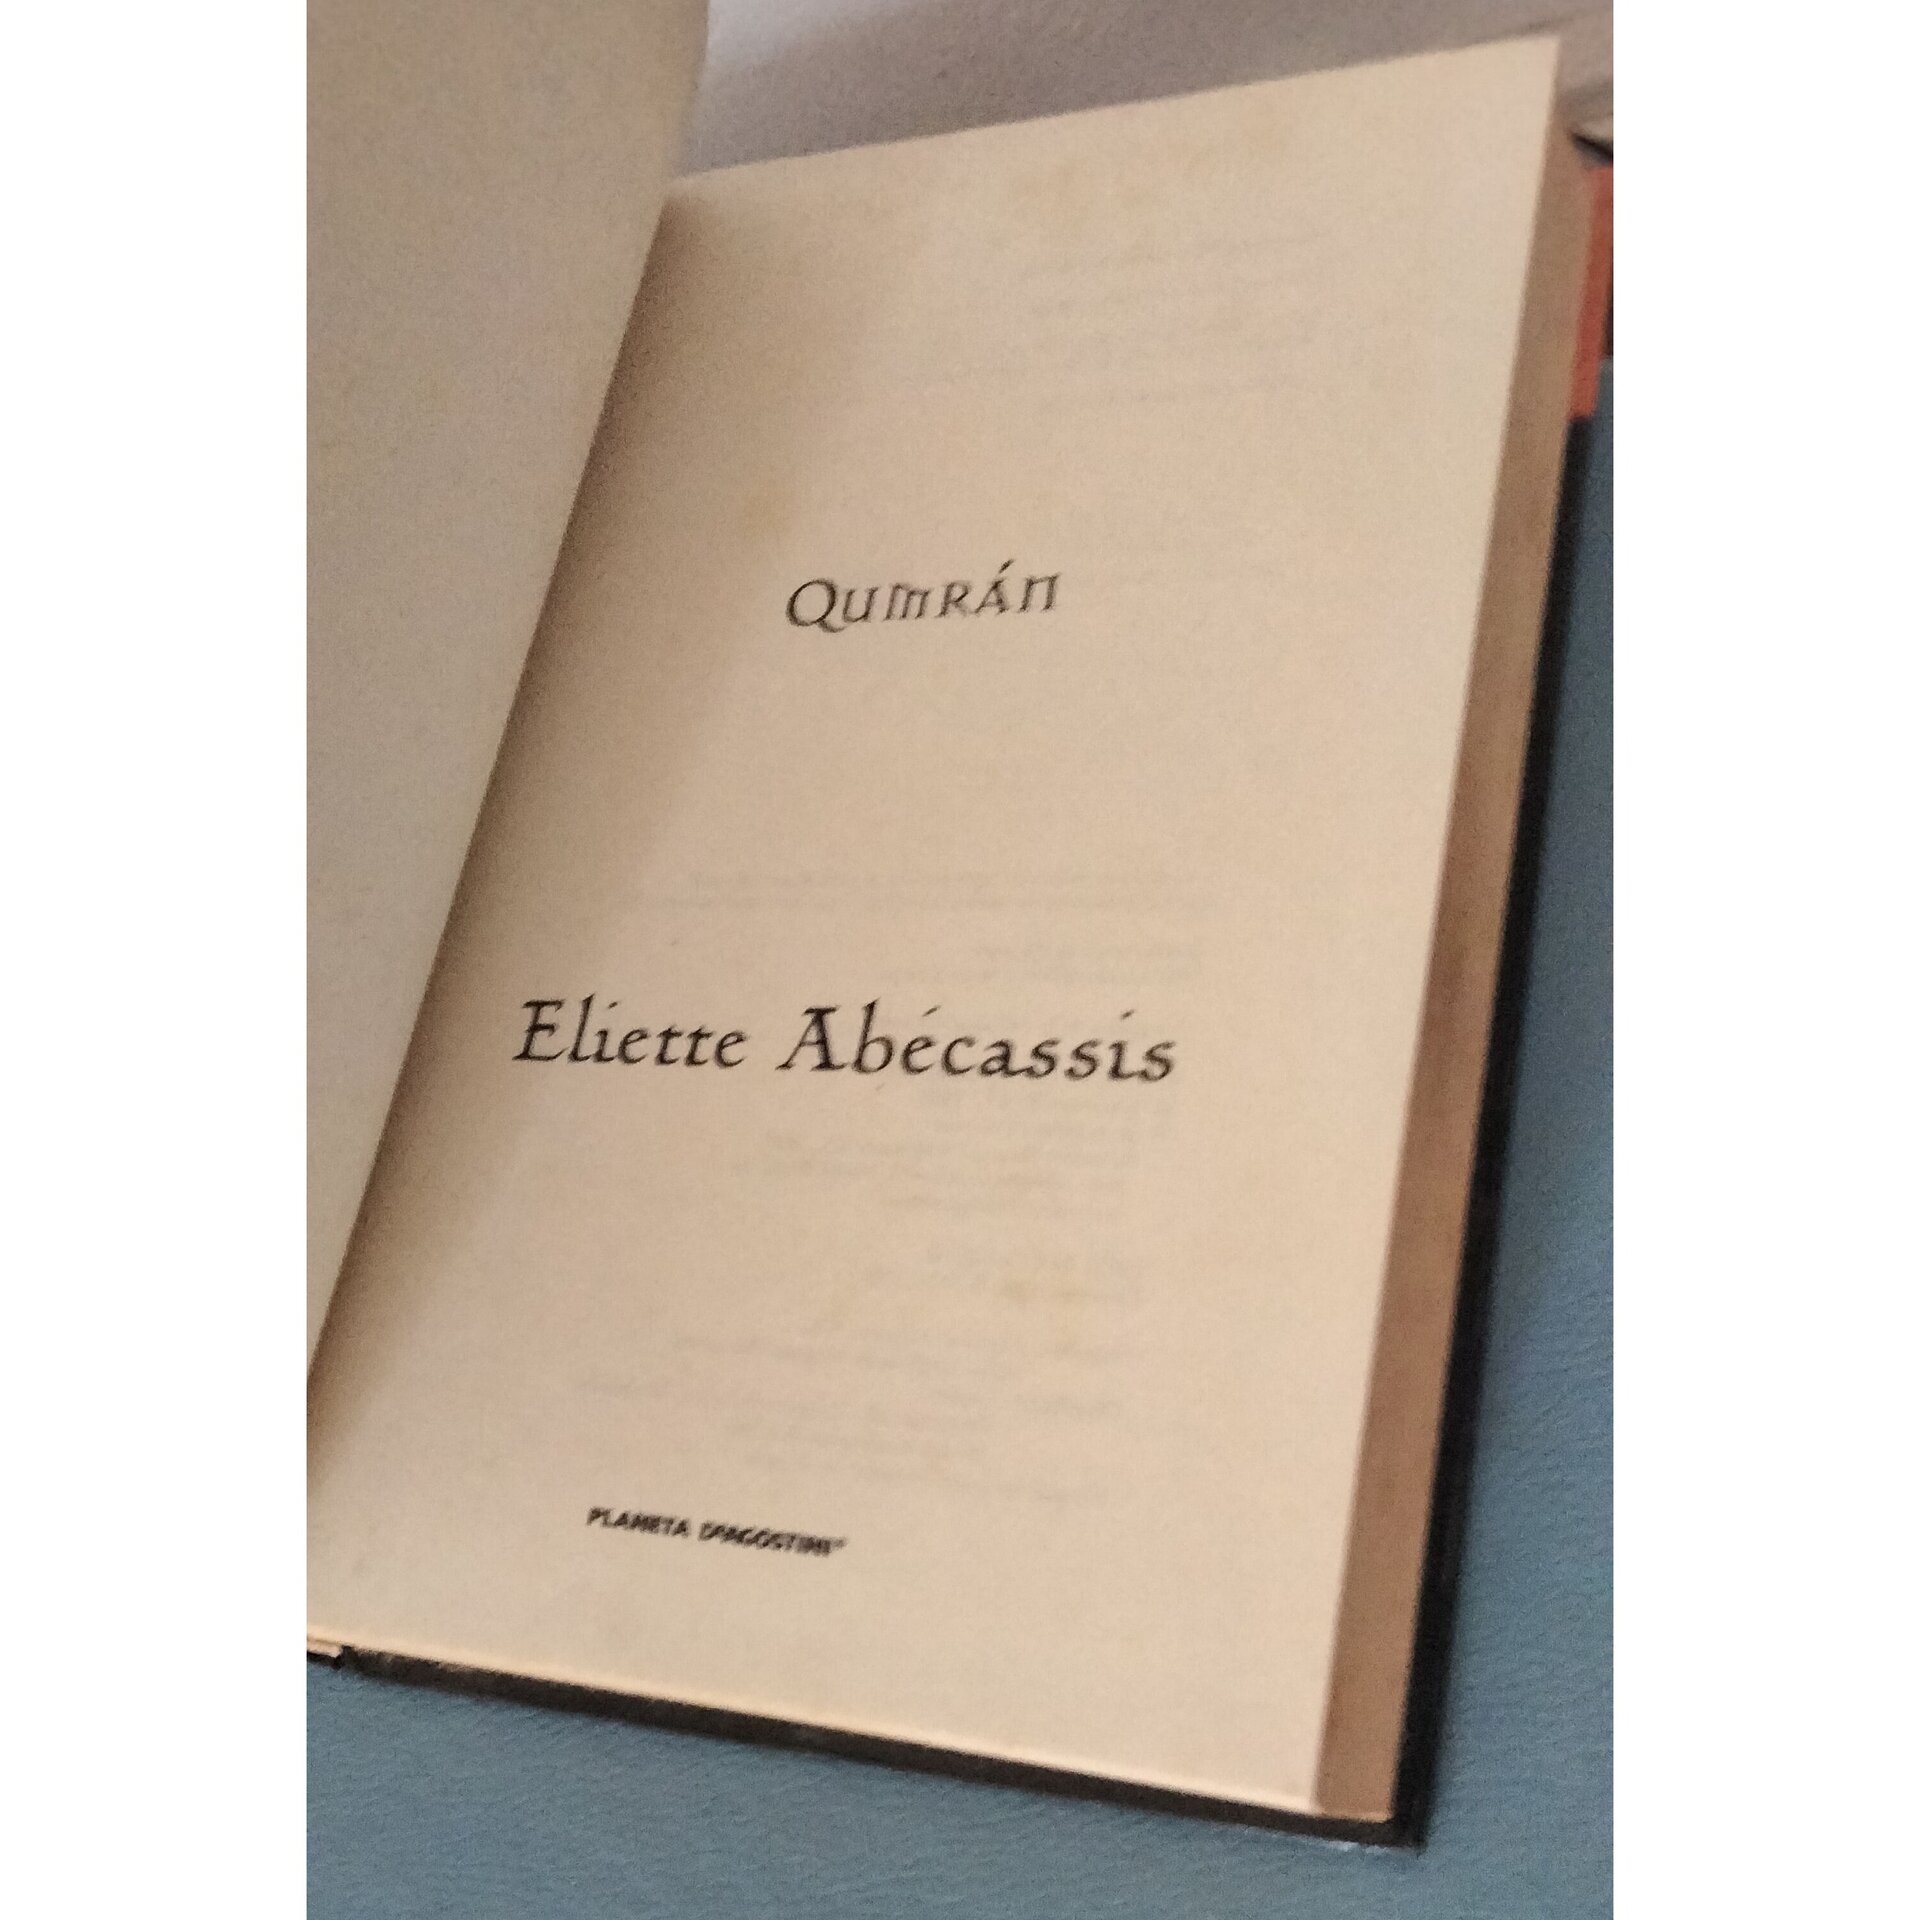 Qumrán
Eliette Abécassis
PLANETA DeAGOSTINI